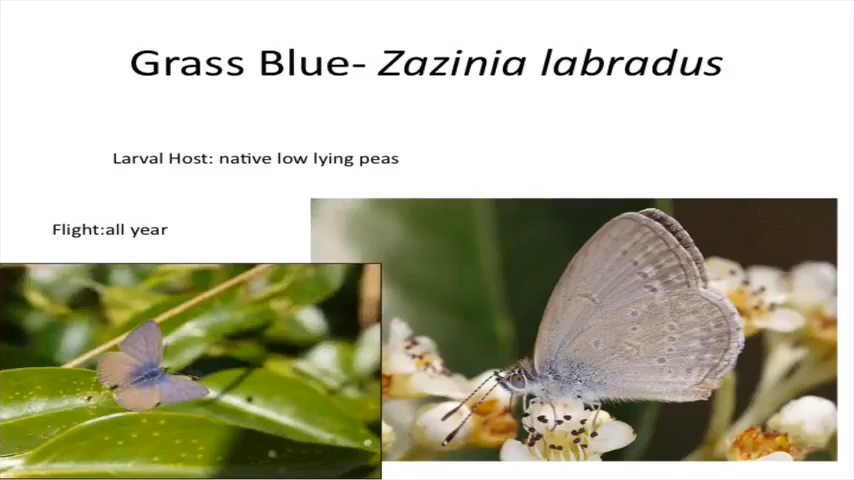 Grass Blue- Zazinia labradus
Larval Host: native low lying peas
Flight:all year